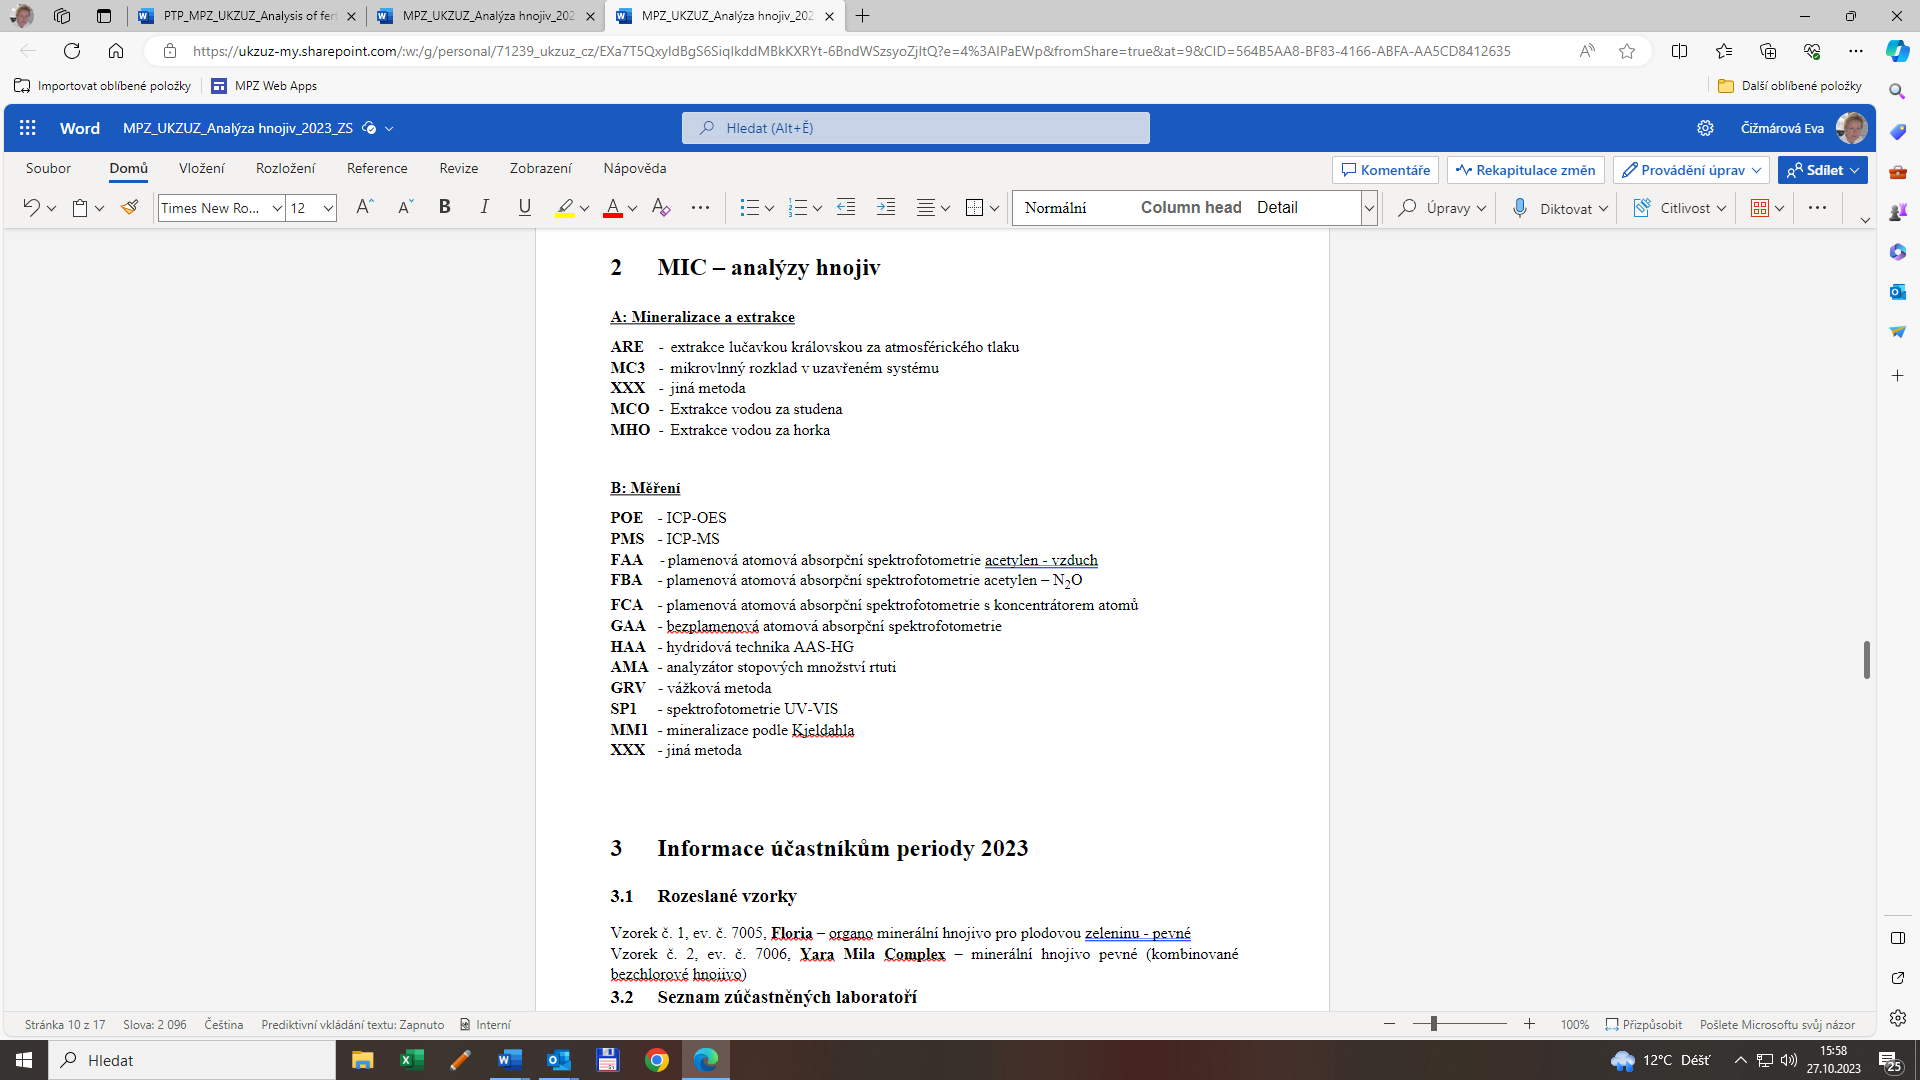 PTP_MPZ_UKZUZ_Analysis of fert
MPZ_UKZUZ_Analýza hnojiv_202
MPZ_UKZUZ_Analýza hnojiv_202
https://ukzuz-my.sharepoint.com/:w:/g/personal/71239_ukzuz_cz/EXa7T5QxyldBgS6SiqIkddMBkKXRYt-6BndWSzsyoZjItQ?e=4%3AIPaEWp&fromShare=true&at=9&CID=564B5AA8-BF83-4166-ABFA-AA5CD8412635
Importovat oblíbené položky
MPZ Web Apps
Další oblíbené položky
Word
MPZ_UKZUZ_Analýza hnojiv_2023_ZS
Hledat (Alt+Ě)
Čižmárová Eva
Soubor Domů Vložení Rozložení Reference Revize Zobrazení Nápověda
Komentáře Rekapitulace změn Provádění úprav Sdílet
Times New Ro... 12
B I U
Normální Column head Detail
Úpravy Diktovat Citlivost
2 MIC – analýzy hnojiv
A: Mineralizace a extrakce
ARE - extrakce lučavkou královskou za atmosférického tlaku
MC3 - mikrovlnný rozklad v uzavřeném systému
XXX - jiná metoda
MCO - Extrakce vodou za studena
MHO - Extrakce vodou za horka
B: Měření
POE - ICP-OES
PMS - ICP-MS
FAA - plamenová atomová absorpční spektrofotometrie acetylen - vzduch
FBA - plamenová atomová absorpční spektrofotometrie acetylen – N2O
FCA - plamenová atomová absorpční spektrofotometrie s koncentrátorem atomů
GAA - bezplamenová atomová absorpční spektrofotometrie
HAA - hydridová technika AAS-HG
AMA - analyzátor stopových množství rtuti
GRV - vážková metoda
SP1 - spektrofotometrie UV-VIS
MM1 - mineralizace podle Kjeldahla
XXX - jiná metoda
3 Informace účastníkům periody 2023
3.1 Rozeslané vzorky
Vzorek č. 1, ev. č. 7005, Floria – organo minerální hnojivo pro plodovou zeleninu - pevné
Vzorek č. 2, ev. č. 7006, Yara Mila Complex – minerální hnojivo pevné (kombinované
bezchlorové hnojivo)
3.2 Seznam zúčastněných laboratoří
Stránka 10 z 17 Slova: 2 096 Čeština Prediktivní vkládání textu: Zapnuto Interní
100% Přizpůsobit Pošlete Microsoftu svůj názor
Hledat
12°C Déšť
15:58
27.10.2023
25